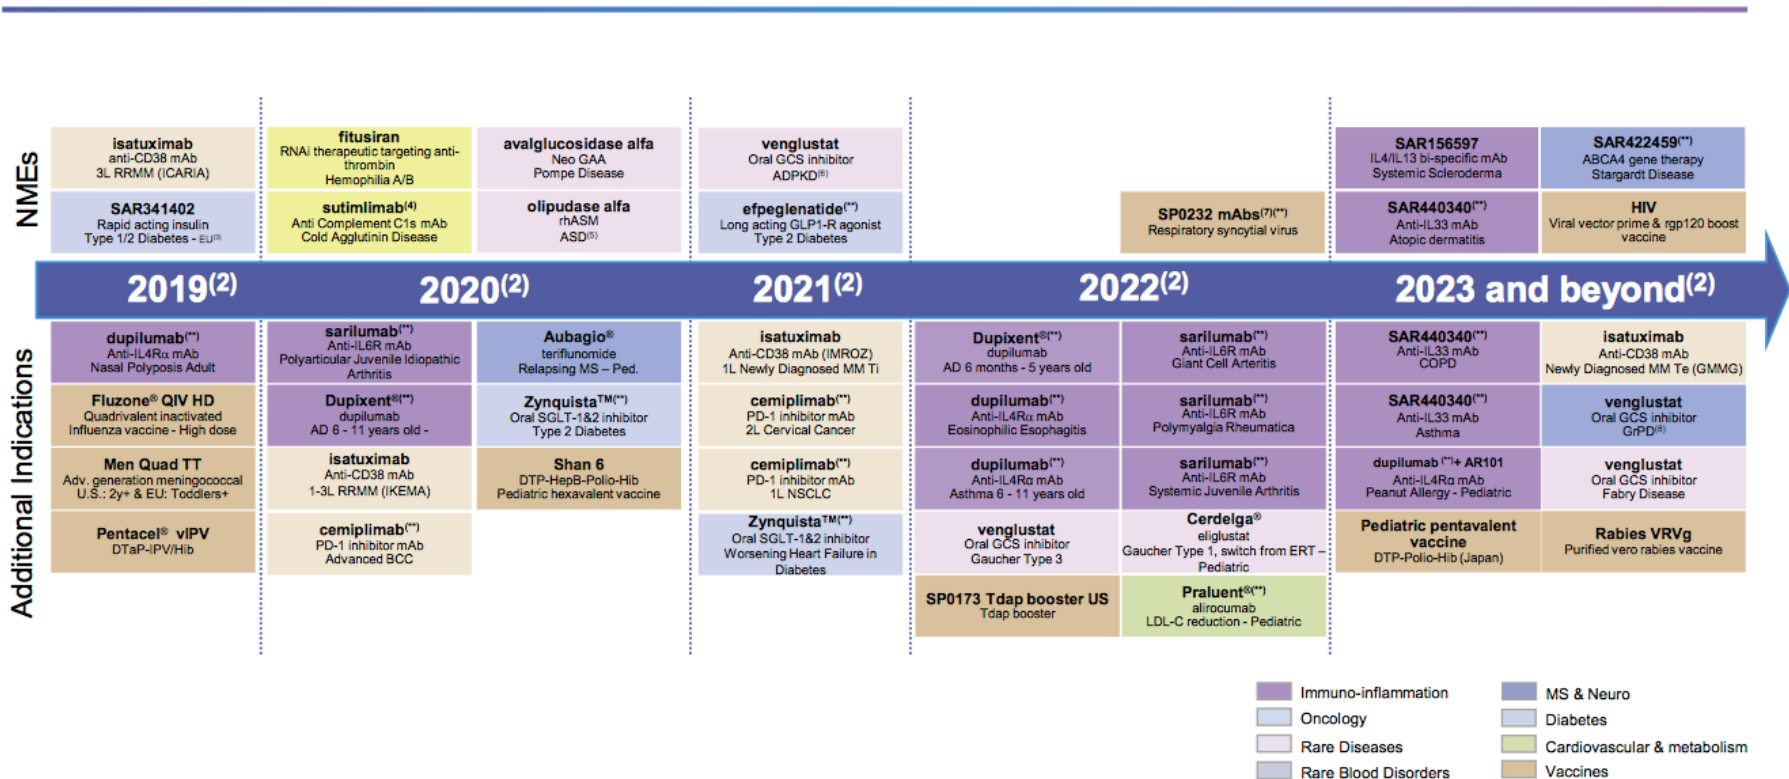 NMEs
isatuximab
anti-CD38 mAb
3L RRMM (ICARIA)
SAR341402
Rapid acting insulin
Type 1/2 Diabetes - EU(3)
fitusiran
RNAi therapeutic targeting anti-
thrombin
Hemophilia A/B
sutimlimab(4)
Anti Complement C1s mAb
Cold Agglutinin Disease
avalglucosidase alfa
Neo GAA
Pompe Disease
olipudase alfa
rhASM
ASD(5)
venglustat
Oral GCS inhibitor
ADPKD(6)
efpeglenatide(**)
Long acting GLP1-R agonist
Type 2 Diabetes
SP0232 mAbs(7)(**)
Respiratory syncytial virus
SAR156597
IL4/IL13 bi-specific mAb
Systemic Scleroderma
SAR440340(**)
Anti-IL33 mAb
Atopic dermatitis
SAR422459(**)
ABCA4 gene therapy
Stargardt Disease
HIV
Viral vector prime & rgp120 boost
vaccine
2019(2)
2020(2)
2021(2)
2022(2)
2023 and beyond(2)
Additional Indications
dupilumab(**)
Anti-IL4Rα mAb
Nasal Polyposis Adult
Fluzone® QIV HD
Quadrivalent inactivated
Influenza vaccine - High dose
Men Quad TT
Adv. generation meningococcal
U.S.: 2y+ & EU: Toddlers+
Pentacel® vIPV
DTaP-IPV/Hib
sarilumab(**)
Anti-IL6R mAb
Polyarticular Juvenile Idiopathic
Arthritis
Dupixent®(**)
dupilumab
AD 6 - 11 years old -
isatuximab
Anti-CD38 mAb
1-3L RRMM (IKEMA)
cemiplimab(**)
PD-1 inhibitor mAb
Advanced BCC
Aubagio®
teriflunomide
Relapsing MS – Ped.
Zynquista™(**)
Oral SGLT-1&2 inhibitor
Type 2 Diabetes
Shan 6
DTP-HepB-Polio-Hib
Pediatric hexavalent vaccine
isatuximab
Anti-CD38 mAb (IMROZ)
1L Newly Diagnosed MM Ti
cemiplimab(**)
PD-1 inhibitor mAb
2L Cervical Cancer
cemiplimab(**)
PD-1 inhibitor mAb
1L NSCLC
Zynquista™(**)
Oral SGLT-1&2 inhibitor
Worsening Heart Failure in
Diabetes
Dupixent®(**)
dupilumab
AD 6 months - 5 years old
dupilumab(**)
Anti-IL4Rα mAb
Eosinophilic Esophagitis
dupilumab(**)
Anti-IL4Rα mAb
Asthma 6 - 11 years old
venglustat
Oral GCS inhibitor
Gaucher Type 3
SP0173 Tdap booster US
Tdap booster
sarilumab(**)
Anti-IL6R mAb
Giant Cell Arteritis
sarilumab(**)
Anti-IL6R mAb
Polymyalgia Rheumatica
sarilumab(**)
Anti-IL6R mAb
Systemic Juvenile Arthritis
Cerdelga®
eliglustat
Gaucher Type 1, switch from ERT –
Pediatric
Praluent®(**)
alirocumab
LDL-C reduction - Pediatric
SAR440340(**)
Anti-IL33 mAb
COPD
SAR440340(**)
Anti-IL33 mAb
Asthma
dupilumab (**)+ AR101
Anti-IL4Rα mAb
Peanut Allergy - Pediatric
Pediatric pentavalent
vaccine
DTP-Polio-Hib (Japan)
isatuximab
Anti-CD38 mAb
Newly Diagnosed MM Te (GMMG)
venglustat
Oral GCS inhibitor
GrPD(8)
venglustat
Oral GCS inhibitor
Fabry Disease
Rabies VRVg
Purified vero rabies vaccine
Immuno-inflammation
Oncology
Rare Diseases
Rare Blood Disorders
MS & Neuro
Diabetes
Cardiovascular & metabolism
Vaccines